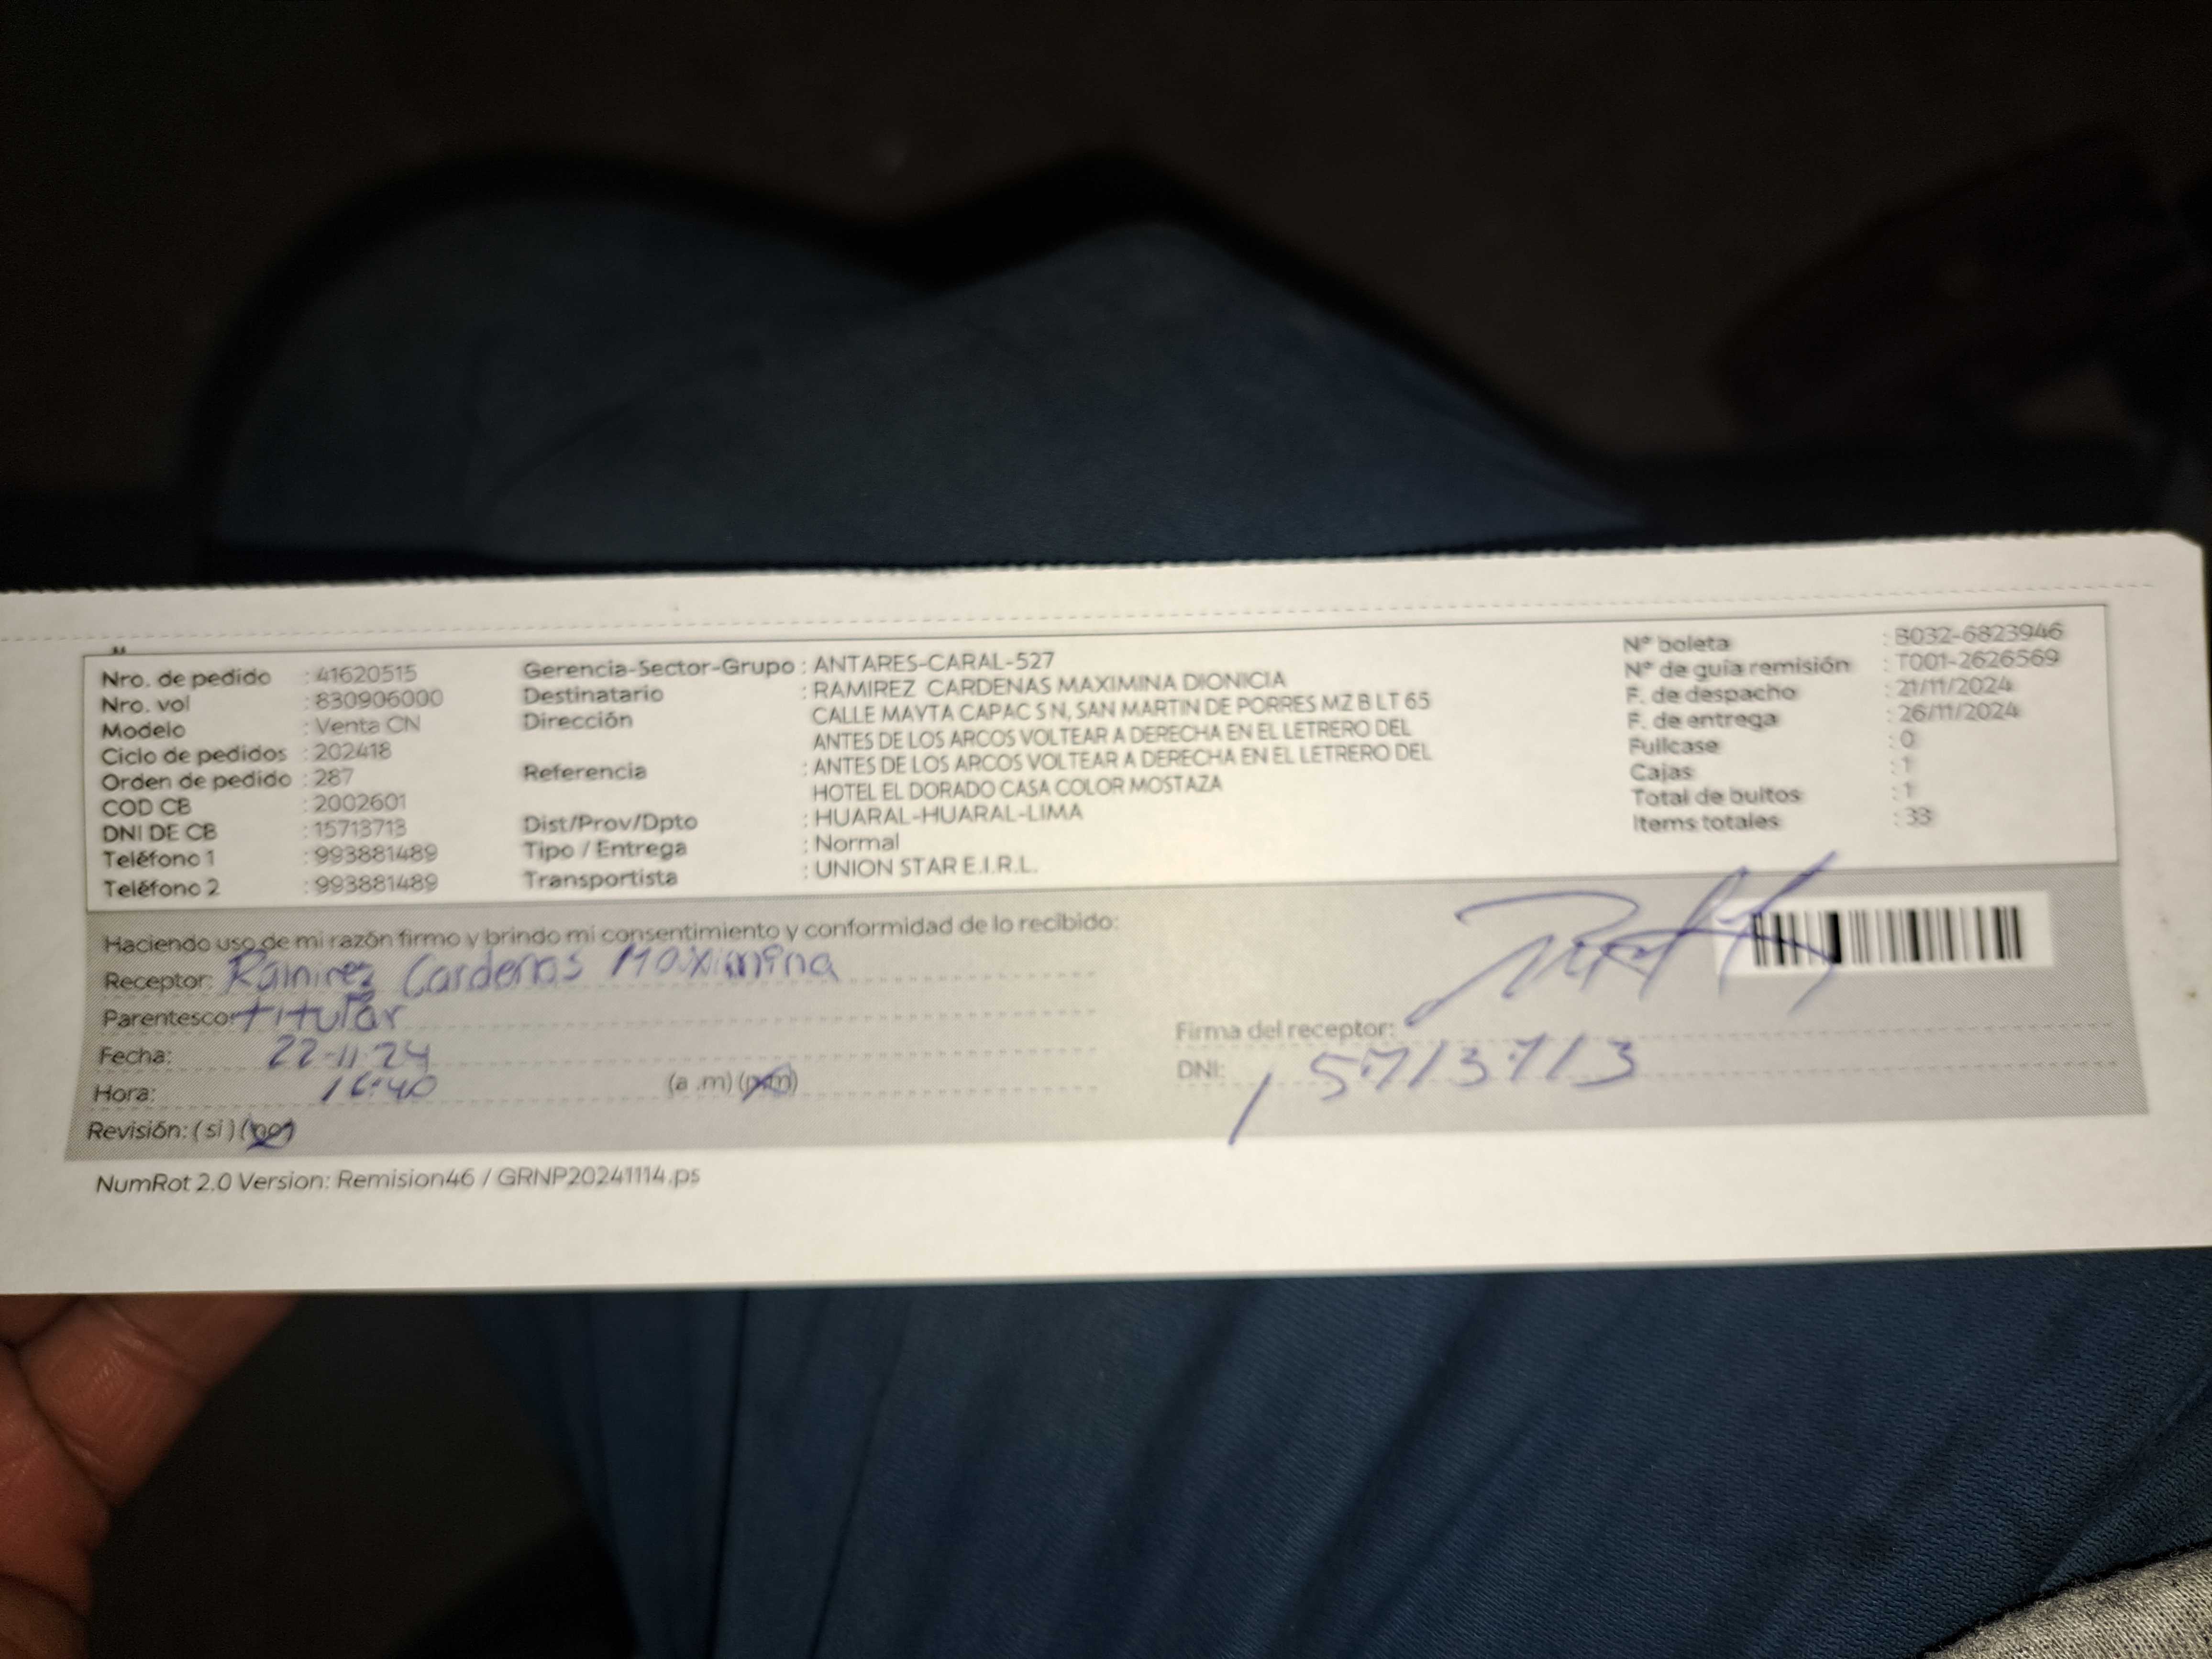 Nro. de pedido : 41620515
Nro. vol : 830906000
Modelo : Venta CN
Ciclo de pedidos : 202418
Orden de pedido : 287
COD CB : 2002601
DNI DE CB : 15713713
Teléfono 1 : 993881489
Teléfono 2 : 993881489
Gerencia-Sector-Grupo : ANTARES-CARAL-527
Destinatario : RAMIREZ CARDENAS MAXIMINA DIONICIA
Dirección CALLE MAYTA CAPAC S N, SAN MARTIN DE PORRES MZ B LT 65
ANTES DE LOS ARCOS VOLTEAR A DERECHA EN EL LETRERO DEL
Referencia : ANTES DE LOS ARCOS VOLTEAR A DERECHA EN EL LETRERO DEL
HOTEL EL DORADO CASA COLOR MOSTAZA
Dist/Prov/Dpto : HUARAL-HUARAL-LIMA
Tipo / Entrega : Normal
Transportista : UNION STAR E.I.R.L.
N° boleta : B032-6823946
N° de guía remisión : T001-2626569
F. de despacho : 21/11/2024
F. de entrega : 26/11/2024
Fullcase : 0
Cajas : 1
Total de bultos : 1
Items totales : 33
Haciendo uso de mi razón firmo y brindo mi consentimiento y conformidad de lo recibido:
Receptor: Ramirez Cardenas Maximina
Parentesco: titular
Fecha: 22-11-24
Hora: 16:40 (a .m) (p.m)
Revisión: ( si ) ( no )
Firma del receptor:
DNI: 15713713
NumRot 2.0 Version: Remision46 / GRNP20241114.ps